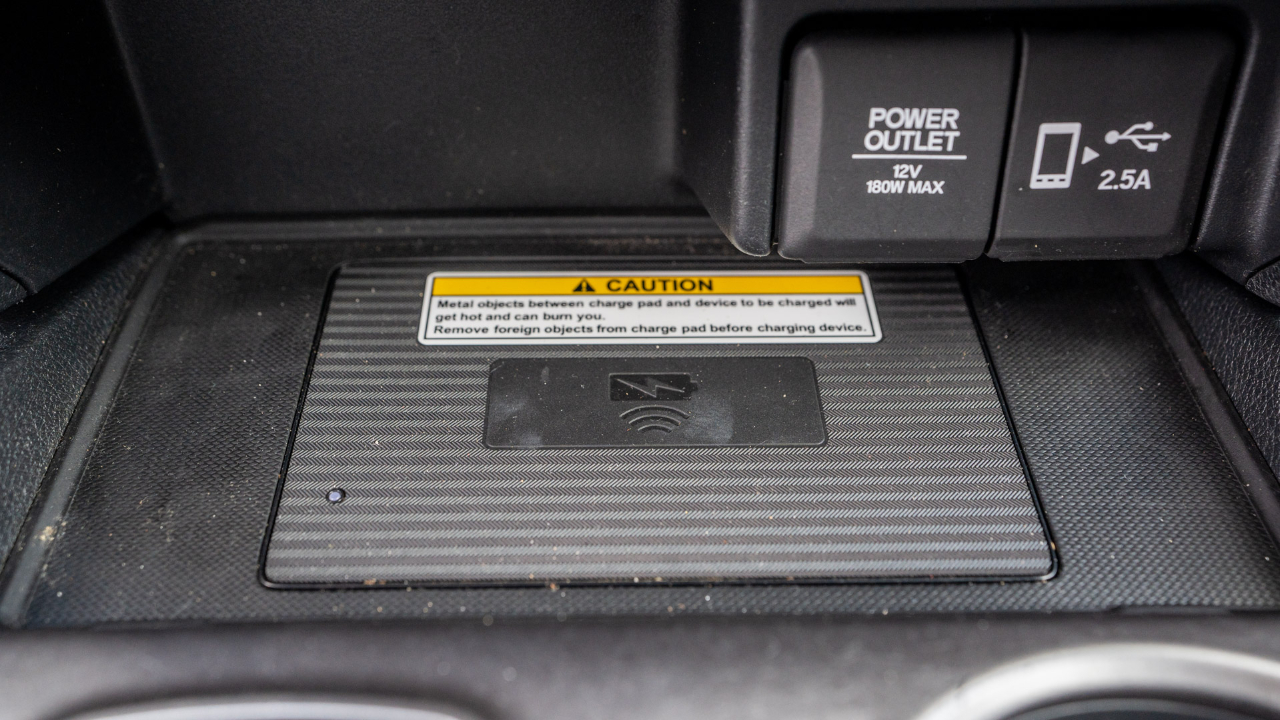 POWER
OUTLET
12V
180W MAX
2.5A
CAUTION
Metal objects between charge pad and device to be charged will
get hot and can burn you.
Remove foreign objects from charge pad before charging device.